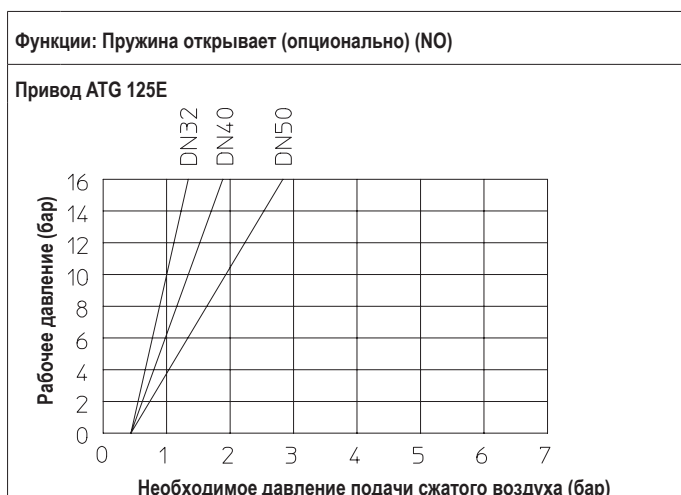 Функции: Пружина открывает (опционально) (NO)
Привод ATG 125E
DN32
DN40
DN50
16
14
12
10
8
6
4
2
0
Рабочее давление (бар)
0 1 2 3 4 5 6 7
Необходимое давление подачи сжатого воздуха (бар)